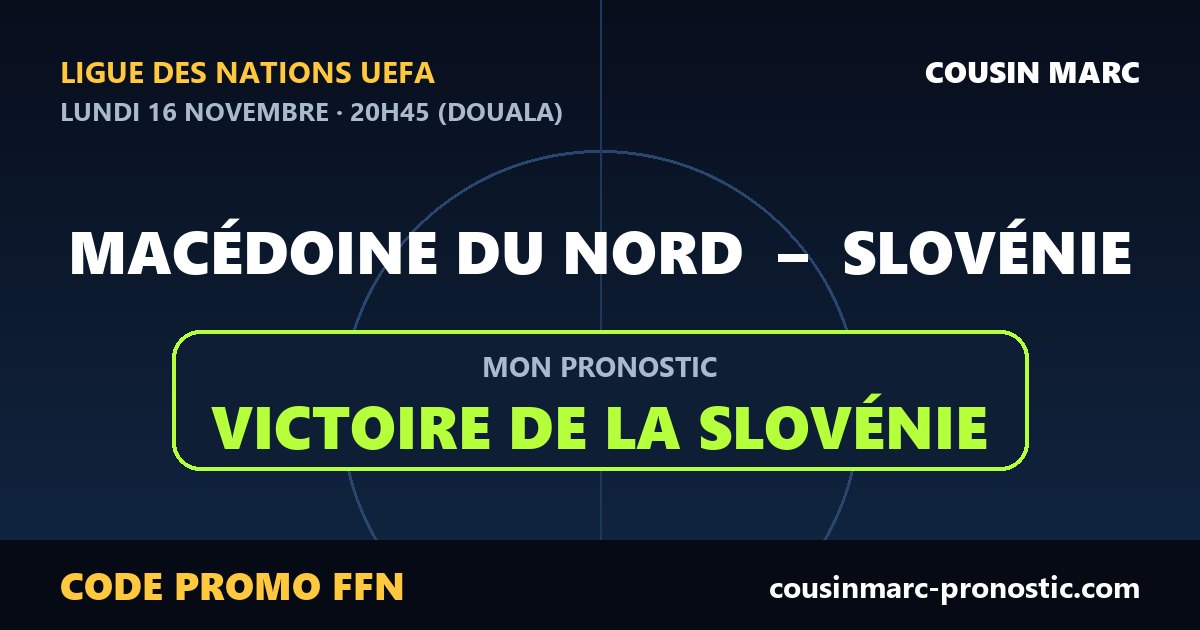 LIGUE DES NATIONS UEFA
COUSIN MARC
LUNDI 16 NOVEMBRE · 20H45 (DOUALA)
MACÉDOINE DU NORD – SLOVÉNIE
MON PRONOSTIC
VICTOIRE DE LA SLOVÉNIE
CODE PROMO FFN
cousinmarc-pronostic.com